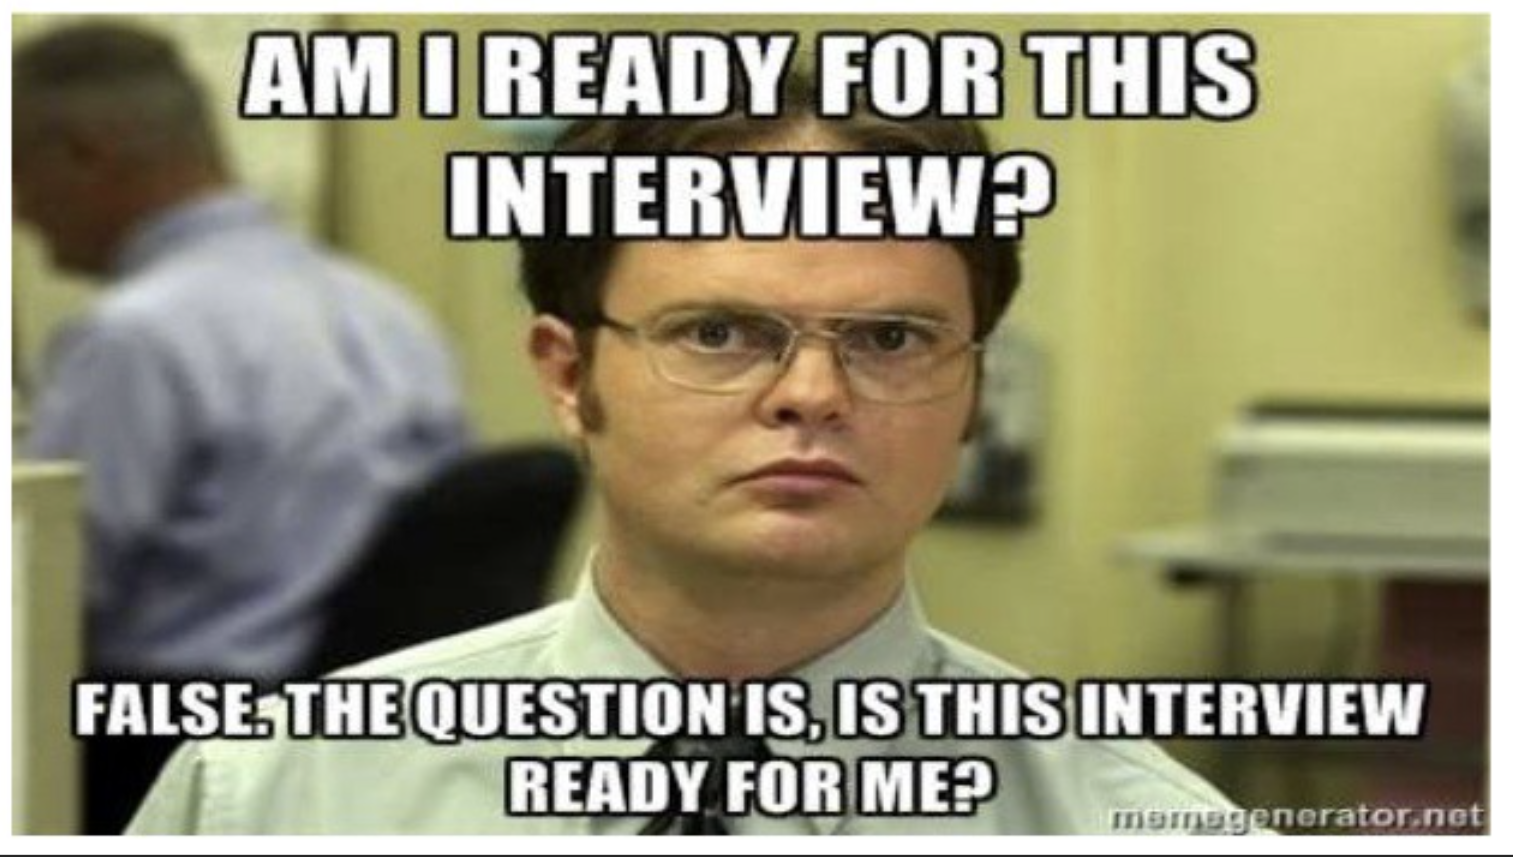 AM I READY FOR THIS
INTERVIEW?
FALSE. THE QUESTION IS, IS THIS INTERVIEW
READY FOR ME?
memegenerator.net